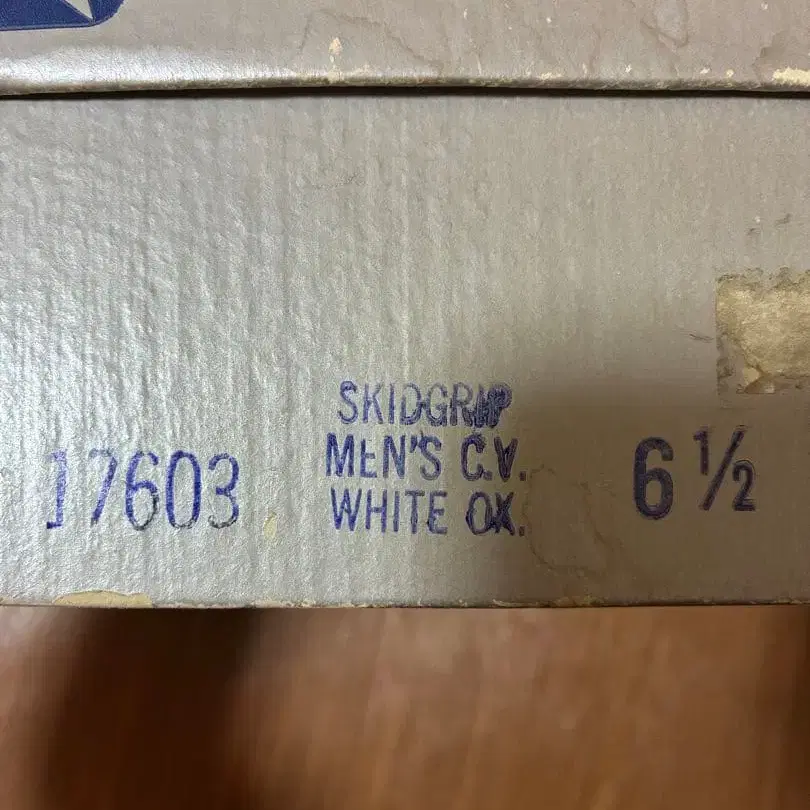 SKIDGRIP
17603 MEN'S C.V. 6 1/2
WHITE OX.